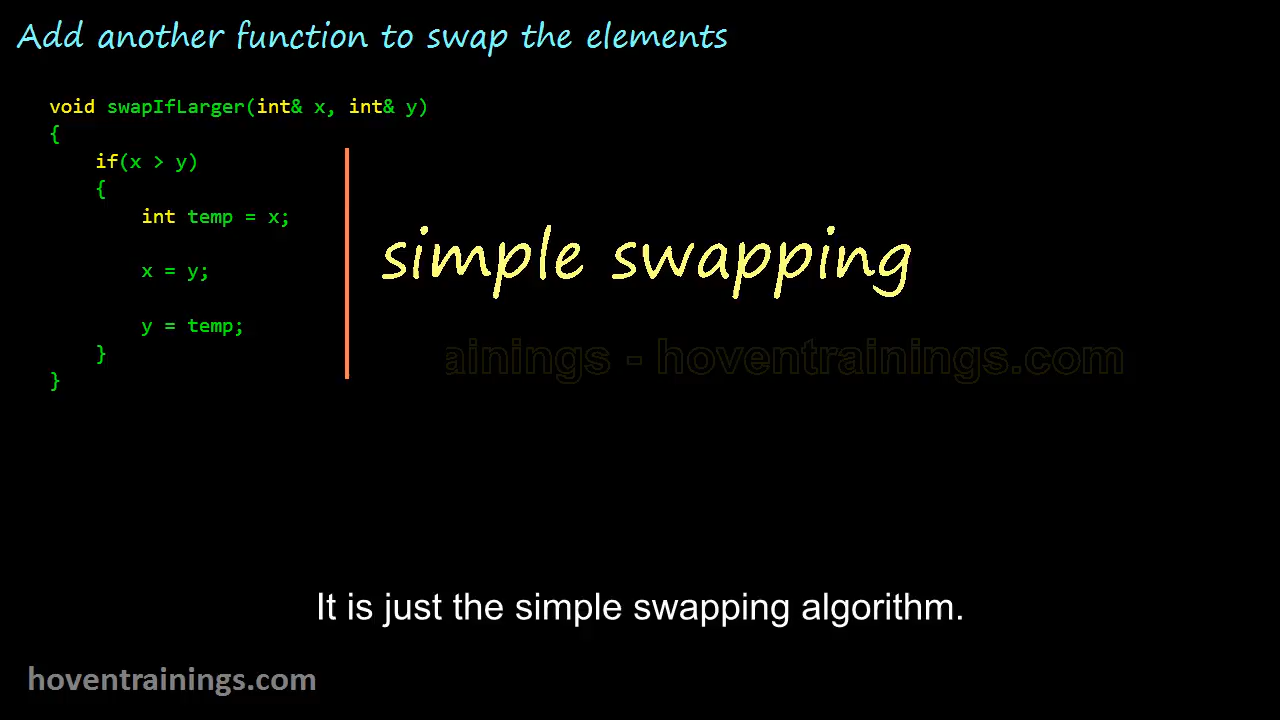 Add another function to swap the elements
void swapIfLarger(int& x, int& y)
{
if(x > y)
{
int temp = x;
x = y;
y = temp;
}
}
simple swapping
ainings - hoventrainings.com
It is just the simple swapping algorithm.
hoventrainings.com